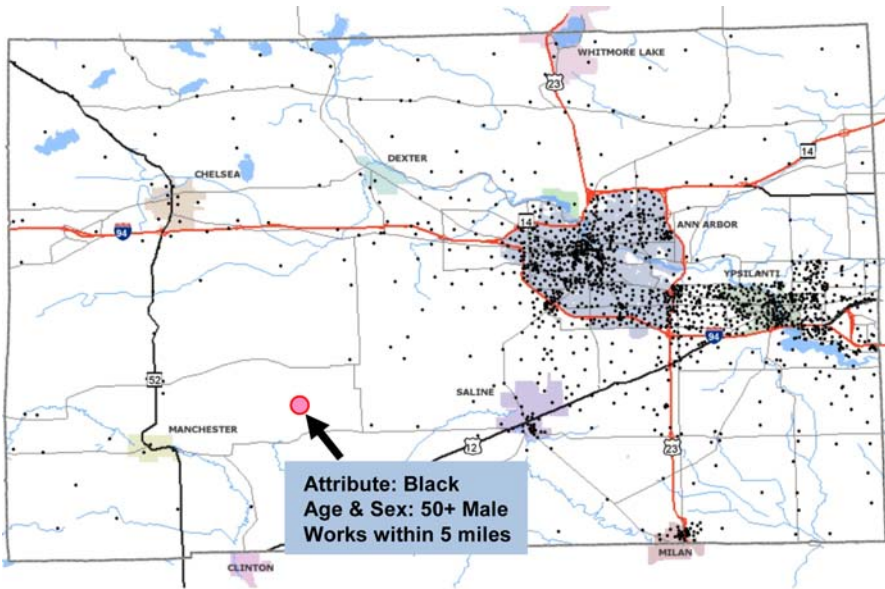 WHITMORE LAKE
23
14
DEXTER
CHELSEA
14
ANN ARBOR
94
YPSILANTI
94
52
SALINE
MANCHESTER
12
23
Attribute: Black
Age & Sex: 50+ Male
Works within 5 miles
MILAN
CLINTON